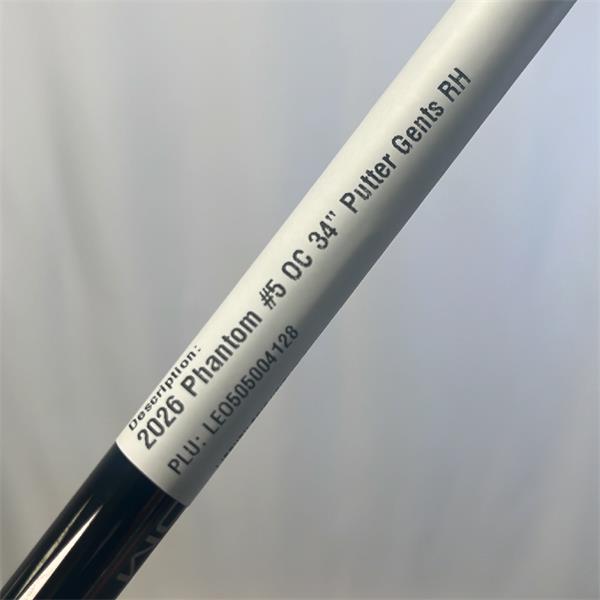 Description:
2026 Phantom #5 OC 34" Putter Gents RH
PLU: LEO505004128